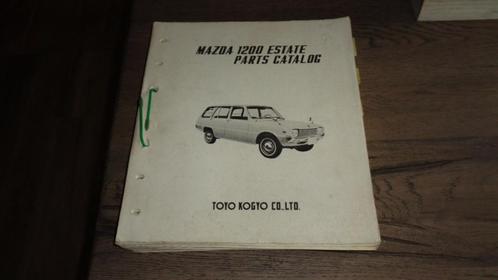 MAZDA 1200 ESTATE
PARTS CATALOG
TOYO KOGYO CO.,LTD.